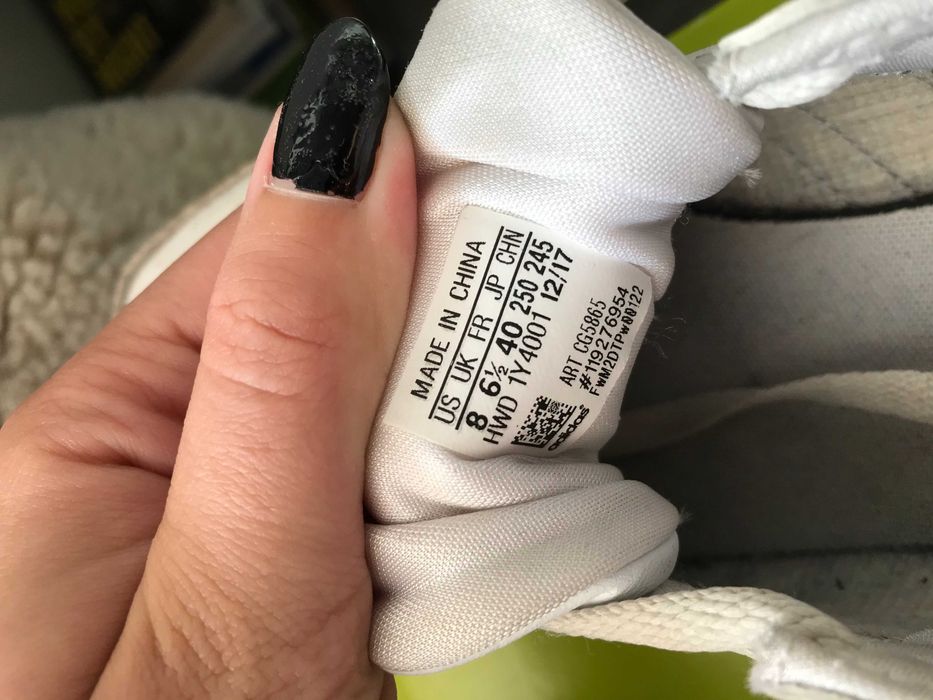 MADE IN CHINA
US UK FR JP CHN
8 6½ 40 250 245
HWD 1Y4001 12/17
ART CG5865
#119276954
FWM2DTPW00122
adidas